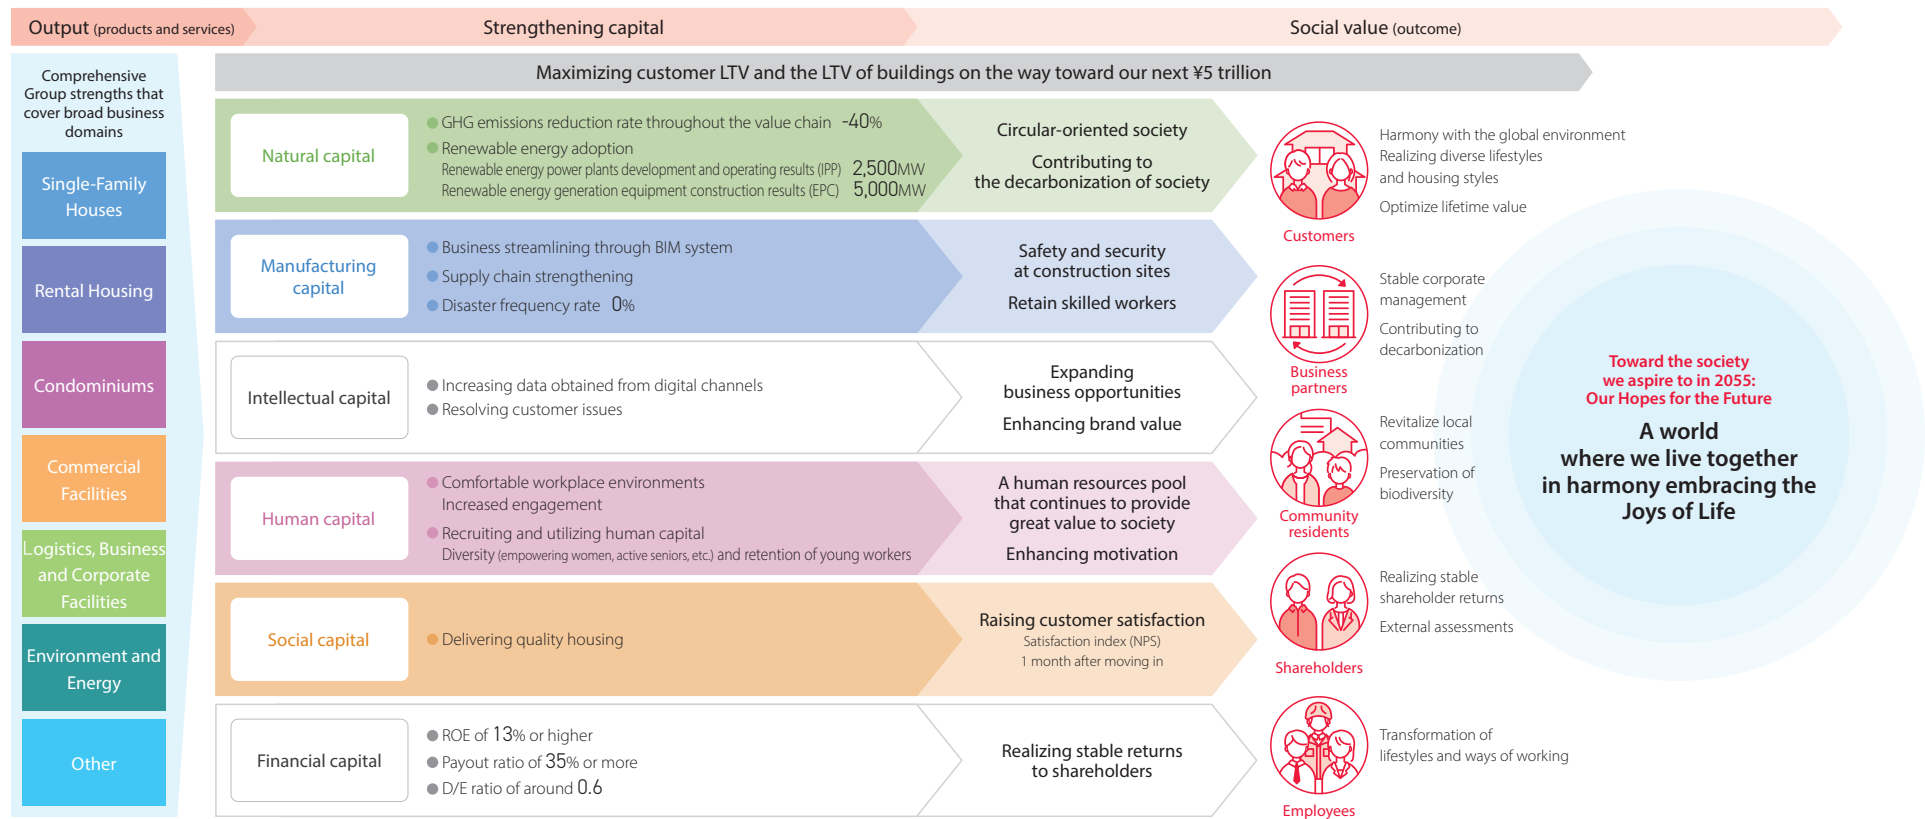 Output (products and services)
Strengthening capital
Social value (outcome)
Comprehensive
Group strengths that
cover broad business
domains
Single-Family
Houses
Rental Housing
Condominiums
Commercial
Facilities
Logistics, Business
and Corporate
Facilities
Environment and
Energy
Other
Maximizing customer LTV and the LTV of buildings on the way toward our next ¥5 trillion
Natural capital
GHG emissions reduction rate throughout the value chain -40%
Renewable energy adoption
Renewable energy power plants development and operating results (IPP) 2,500MW
Renewable energy generation equipment construction results (EPC) 5,000MW
Circular-oriented society
Contributing to
the decarbonization of society
Manufacturing
capital
Business streamlining through BIM system
Supply chain strengthening
Disaster frequency rate 0%
Safety and security
at construction sites
Retain skilled workers
Intellectual capital
Increasing data obtained from digital channels
Resolving customer issues
Expanding
business opportunities
Enhancing brand value
Human capital
Comfortable workplace environments
Increased engagement
Recruiting and utilizing human capital
Diversity (empowering women, active seniors, etc.) and retention of young workers
A human resources pool
that continues to provide
great value to society
Enhancing motivation
Social capital
Delivering quality housing
Raising customer satisfaction
Satisfaction index (NPS)
1 month after moving in
Financial capital
ROE of 13% or higher
Payout ratio of 35% or more
D/E ratio of around 0.6
Realizing stable returns
to shareholders
Customers
Harmony with the global environment
Realizing diverse lifestyles
and housing styles
Optimize lifetime value
Business
partners
Stable corporate
management
Contributing to
decarbonization
Community
residents
Revitalize local
communities
Preservation of
biodiversity
Shareholders
Realizing stable
shareholder returns
External assessments
Employees
Transformation of
lifestyles and ways of working
Toward the society
we aspire to in 2055:
Our Hopes for the Future
A world
where we live together
in harmony embracing the
Joys of Life